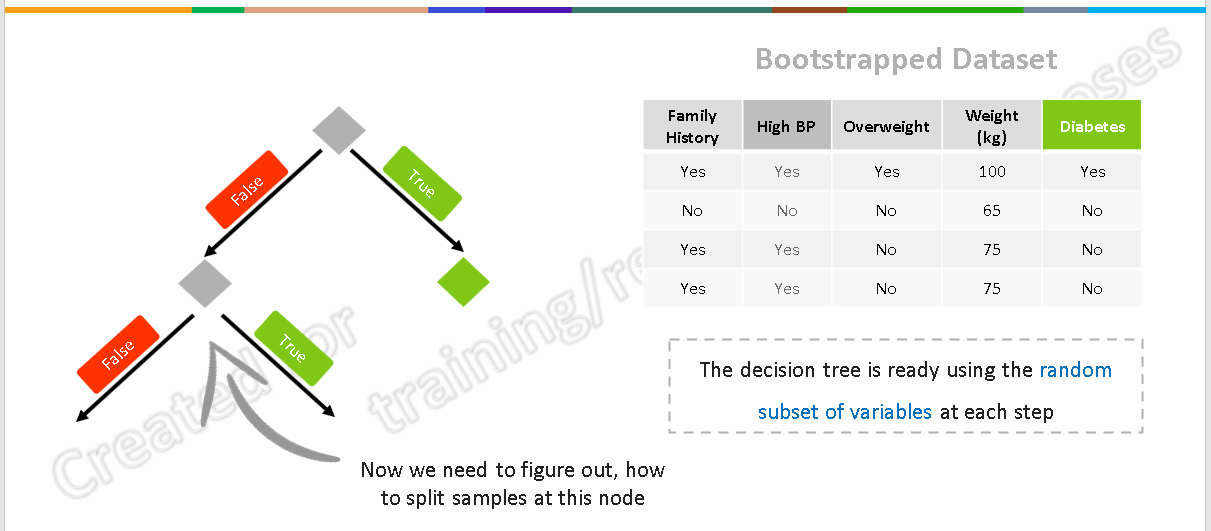 Bootstrapped Dataset
Family History High BP Overweight Weight (kg) Diabetes
Yes Yes Yes 100 Yes
No No No 65 No
Yes Yes No 75 No
Yes Yes No 75 No
False
True
False
True
The decision tree is ready using the random
subset of variables at each step
Now we need to figure out, how
to split samples at this node
Created for
training/re
oses